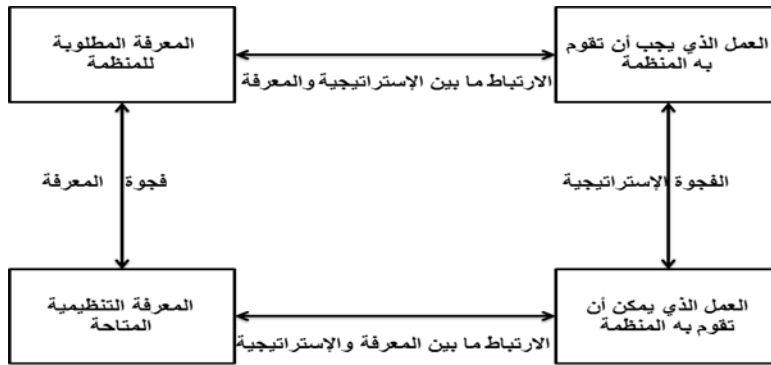 العمل الذي يجب أن تقوم
به المنظمة
المعرفة المطلوبة
للمنظمة
الارتباط ما بين الإستراتيجية والمعرفة
الفجوة الإستراتيجية
فجوة المعرفة
العمل الذي يمكن أن
تقوم به المنظمة
المعرفة التنظيمية
المتاحة
الارتباط ما بين المعرفة والإستراتيجية